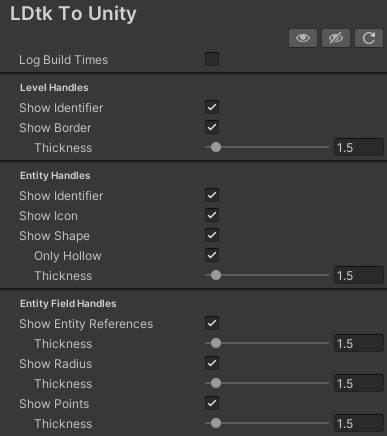 LDtk To Unity
Log Build Times
Level Handles
Show Identifier
Show Border
Thickness 1.5
Entity Handles
Show Identifier
Show Icon
Show Shape
Only Hollow
Thickness 1.5
Entity Field Handles
Show Entity References
Thickness 1.5
Show Radius
Thickness 1.5
Show Points
Thickness 1.5